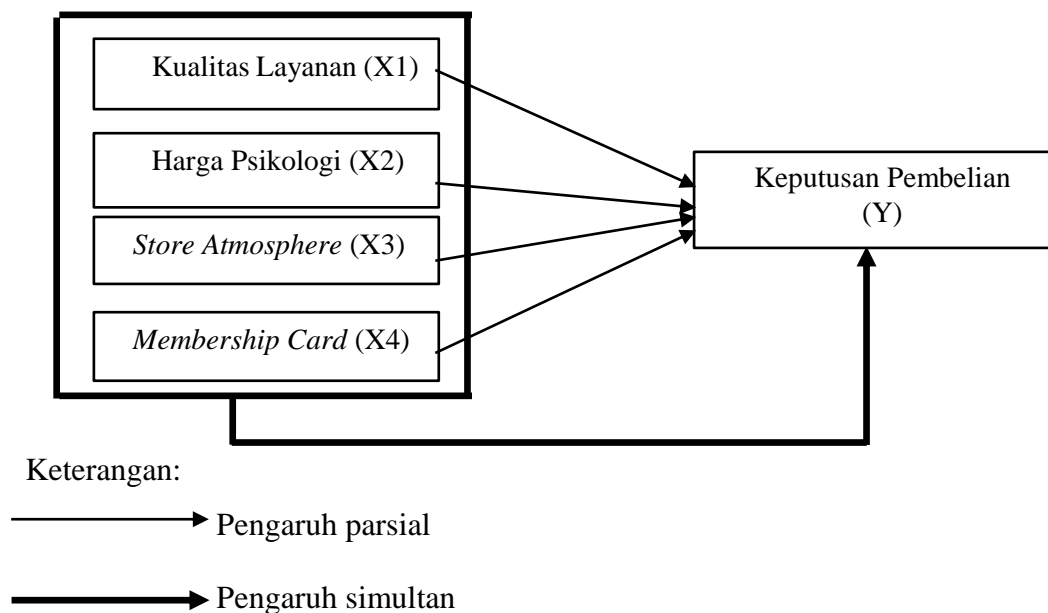 Kualitas Layanan (X1)
Harga Psikologi (X2)
Store Atmosphere (X3)
Membership Card (X4)
Keputusan Pembelian
(Y)
Keterangan:
Pengaruh parsial
Pengaruh simultan